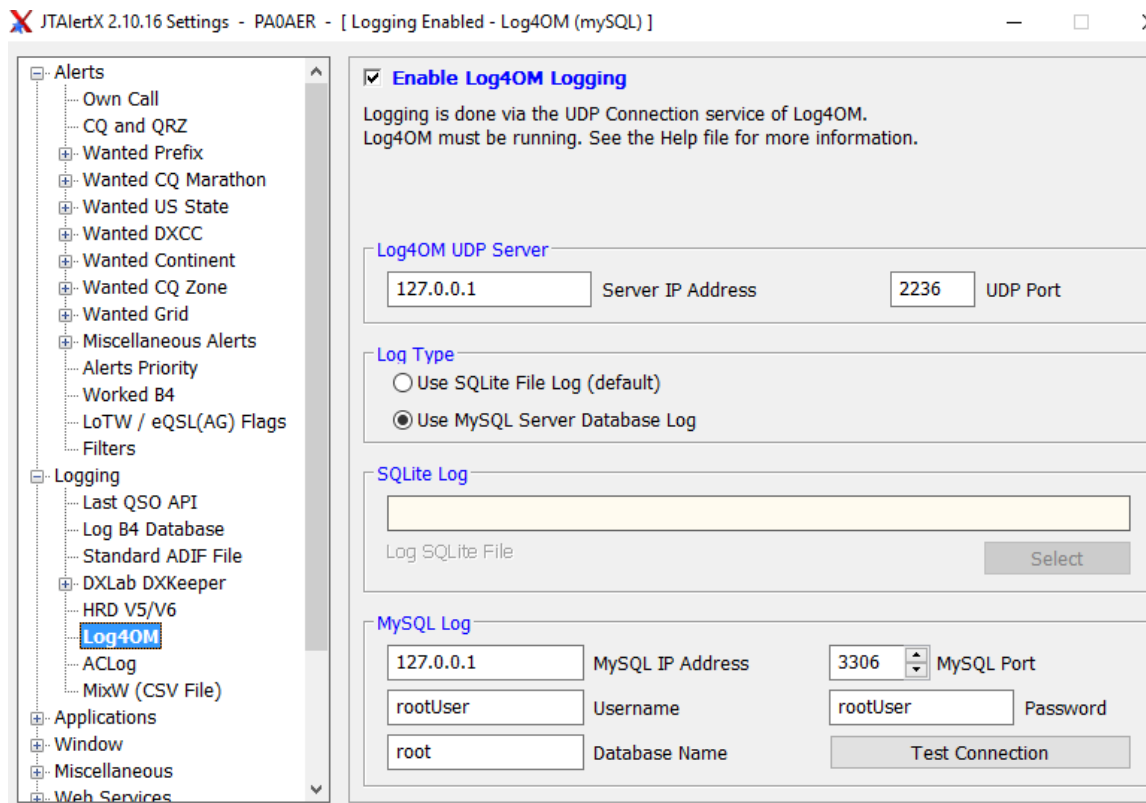 JTAlertX 2.10.16 Settings - PA0AER - [ Logging Enabled - Log4OM (mySQL) ]
Alerts
Own Call
CQ and QRZ
Wanted Prefix
Wanted CQ Marathon
Wanted US State
Wanted DXCC
Wanted Continent
Wanted CQ Zone
Wanted Grid
Miscellaneous Alerts
Alerts Priority
Worked B4
LoTW / eQSL(AG) Flags
Filters
Logging
Last QSO API
Log B4 Database
Standard ADIF File
DXLab DXKeeper
HRD V5/V6
Log4OM
ACLog
MixW (CSV File)
Applications
Window
Miscellaneous
Web Services
Enable Log4OM Logging
Logging is done via the UDP Connection service of Log4OM.
Log4OM must be running. See the Help file for more information.
Log4OM UDP Server
127.0.0.1 Server IP Address 2236 UDP Port
Log Type
Use SQLite File Log (default)
Use MySQL Server Database Log
SQLite Log
Log SQLite File Select
MySQL Log
127.0.0.1 MySQL IP Address 3306 MySQL Port
rootUser Username rootUser Password
root Database Name Test Connection